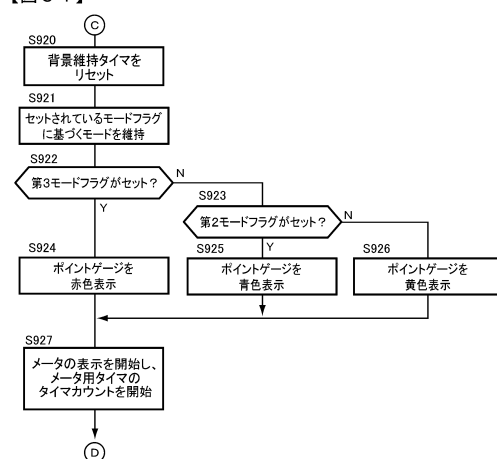 C
S920
背景維持タイマを
リセット
S921
セットされているモードフラグ
に基づくモードを維持
S922
第3モードフラグがセット?
N
Y
S923
第2モードフラグがセット?
N
Y
S924
ポイントゲージを
赤色表示
S925
ポイントゲージを
青色表示
S926
ポイントゲージを
黄色表示
S927
メータの表示を開始し、
メータ用タイマの
タイマカウントを開始
D